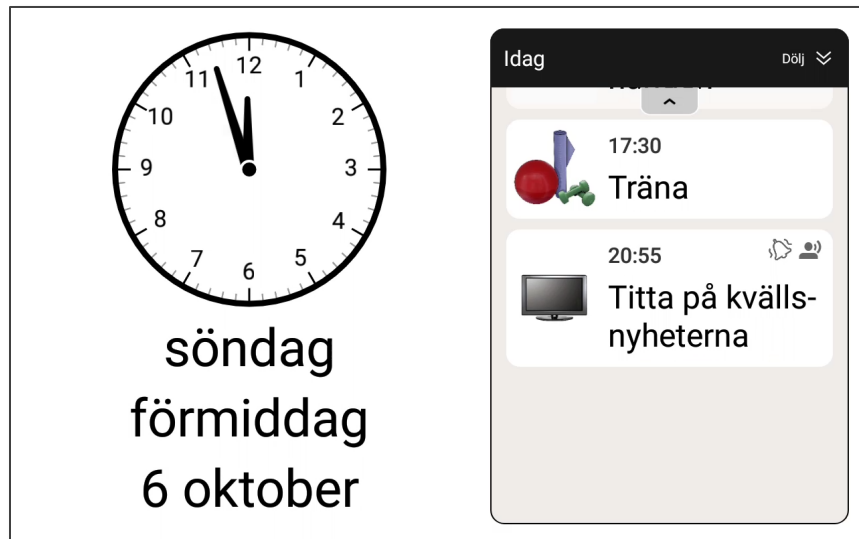 12
1
2
3
4
5
6
7
8
9
10
11
söndag
förmiddag
6 oktober
Idag
Dölj
17:30
Träna
20:55
Titta på kvälls-
nyheterna